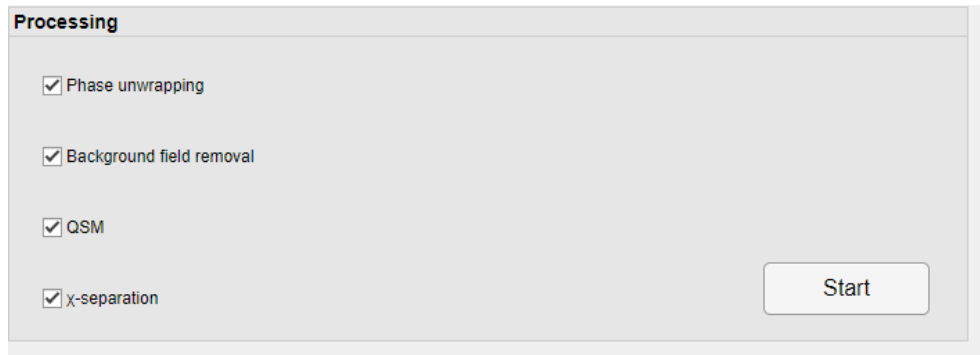 Processing
Phase unwrapping
Background field removal
QSM
χ-separation
Start